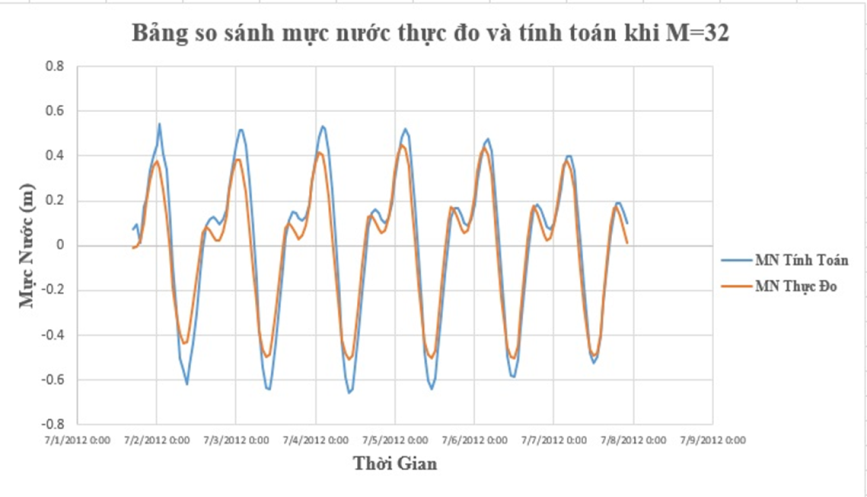 Bảng so sánh mực nước thực đo và tính toán khi M=32
0.8
0.6
0.4
0.2
0
-0.2
-0.4
-0.6
-0.8
Mực Nước (m)
7/1/2012 0:00 7/2/2012 0:00 7/3/2012 0:00 7/4/2012 0:00 7/5/2012 0:00 7/6/2012 0:00 7/7/2012 0:00 7/8/2012 0:00 7/9/2012 0:00
Thời Gian
MN Tính Toán
MN Thực Đo